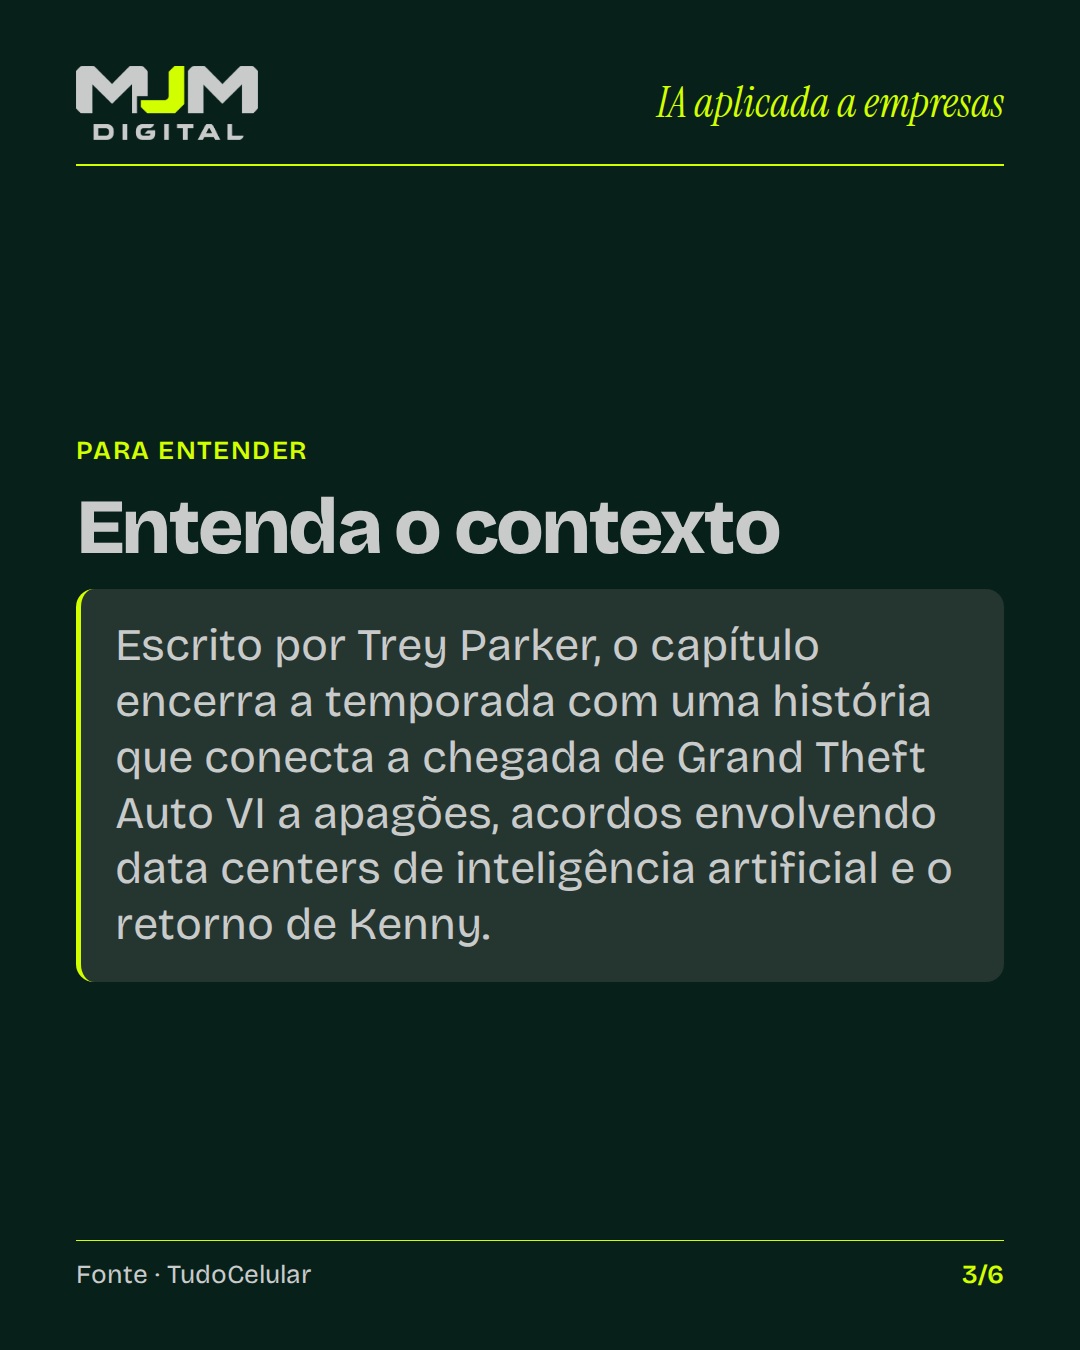 MJM
DIGITAL
IA aplicada a empresas
PARA ENTENDER
Entenda o contexto
Escrito por Trey Parker, o capítulo
encerra a temporada com uma história
que conecta a chegada de Grand Theft
Auto VI a apagões, acordos envolvendo
data centers de inteligência artificial e o
retorno de Kenny.
Fonte · TudoCelular
3/6